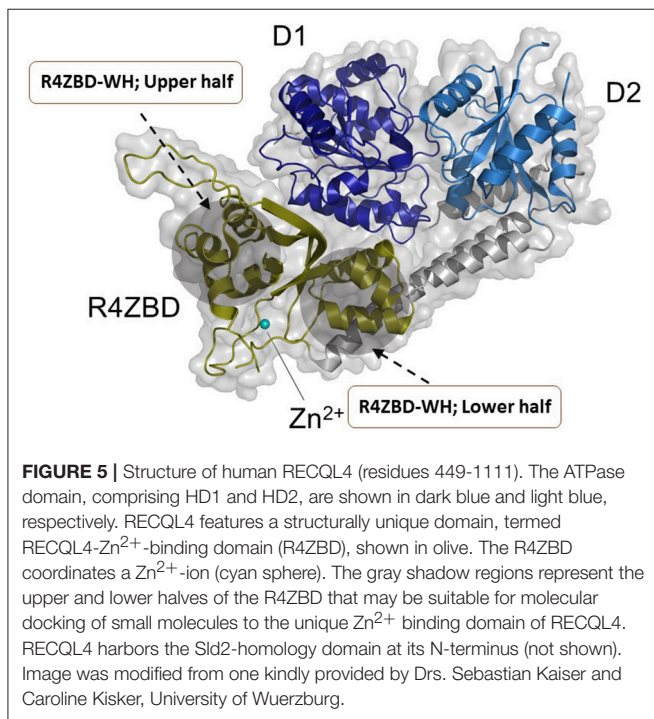 D1
R4ZBD-WH; Upper half
D2
R4ZBD
Zn²⁺
R4ZBD-WH; Lower half
FIGURE 5 | Structure of human RECQL4 (residues 449-1111). The ATPase
domain, comprising HD1 and HD2, are shown in dark blue and light blue,
respectively. RECQL4 features a structurally unique domain, termed
RECQL4-Zn²⁺-binding domain (R4ZBD), shown in olive. The R4ZBD
coordinates a Zn²⁺-ion (cyan sphere). The gray shadow regions represent the
upper and lower halves of the R4ZBD that may be suitable for molecular
docking of small molecules to the unique Zn²⁺ binding domain of RECQL4.
RECQL4 harbors the Sld2-homology domain at its N-terminus (not shown).
Image was modified from one kindly provided by Drs. Sebastian Kaiser and
Caroline Kisker, University of Wuerzburg.